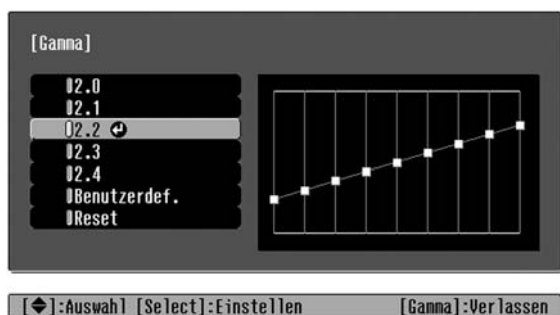 [Gamma]
2.0
2.1
2.2
2.3
2.4
Benutzerdef.
Reset
[◆]:Auswahl [Select]:Einstellen [Gamma]:Verlassen